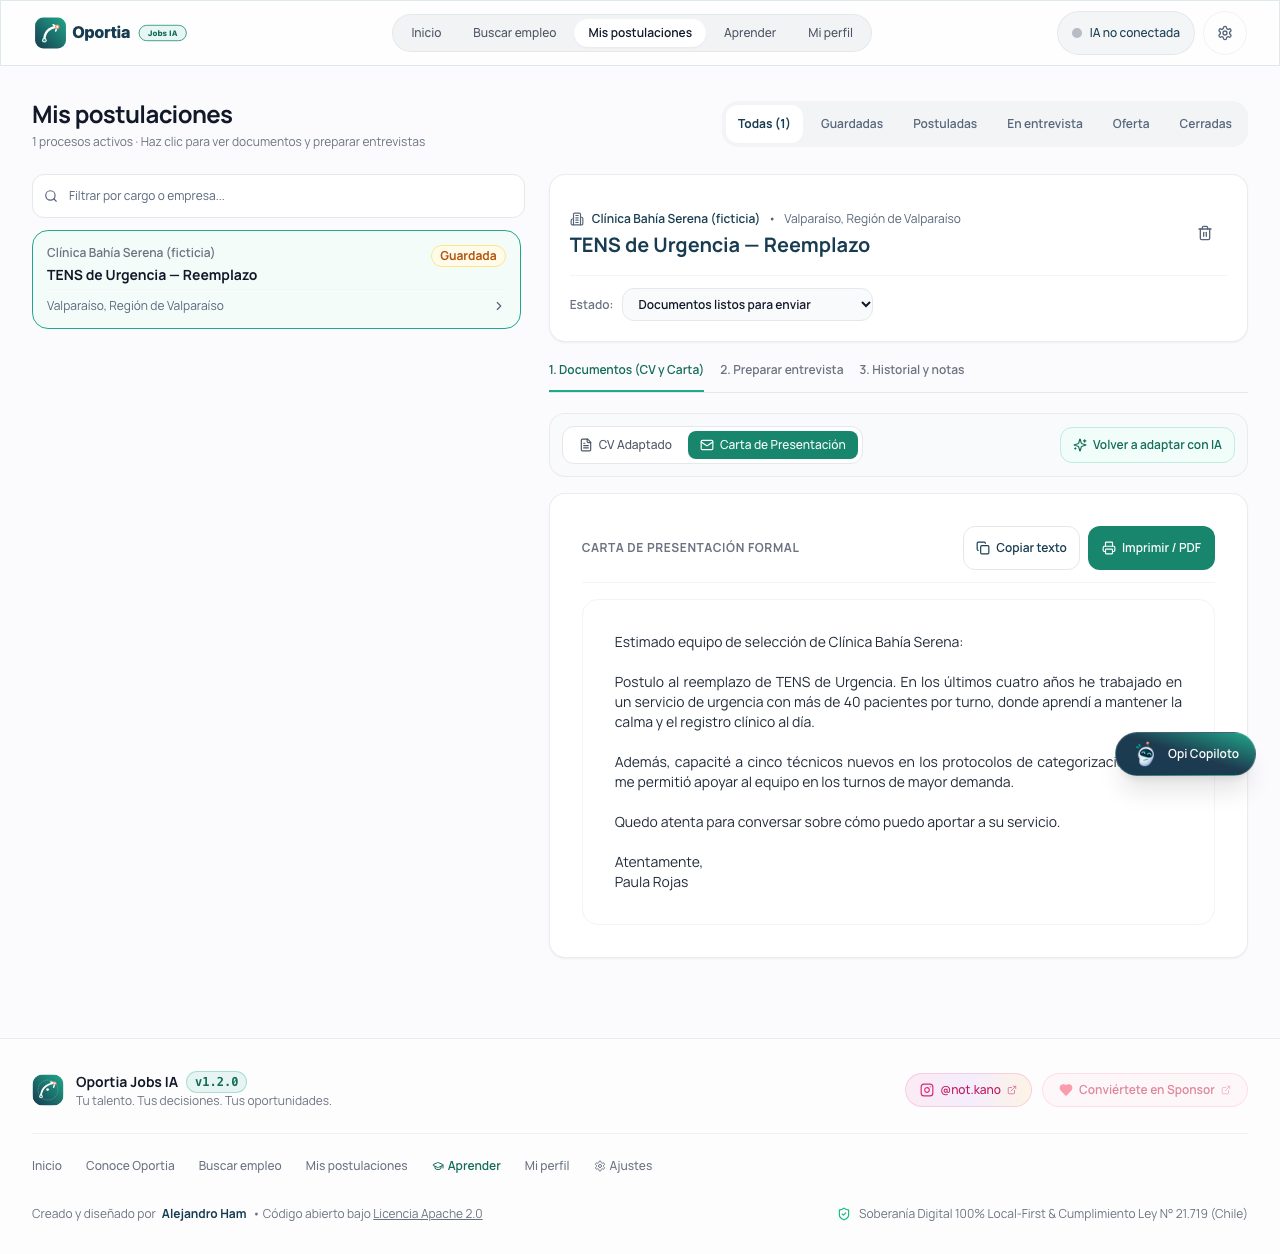 Oportia Jobs IA
Inicio
Buscar empleo
Mis postulaciones
Aprender
Mi perfil
IA no conectada
Mis postulaciones
1 procesos activos · Haz clic para ver documentos y preparar entrevistas
Todas (1)
Guardadas
Postuladas
En entrevista
Oferta
Cerradas
Filtrar por cargo o empresa...
Clínica Bahía Serena (ficticia)
Guardada
TENS de Urgencia — Reemplazo
Valparaíso, Región de Valparaíso
Clínica Bahía Serena (ficticia) • Valparaíso, Región de Valparaíso
TENS de Urgencia — Reemplazo
Estado: Documentos listos para enviar
1. Documentos (CV y Carta)
2. Preparar entrevista
3. Historial y notas
CV Adaptado
Carta de Presentación
Volver a adaptar con IA
CARTA DE PRESENTACIÓN FORMAL
Copiar texto
Imprimir / PDF
Estimado equipo de selección de Clínica Bahía Serena:
Postulo al reemplazo de TENS de Urgencia. En los últimos cuatro años he trabajado en
un servicio de urgencia con más de 40 pacientes por turno, donde aprendí a mantener la
calma y el registro clínico al día.
Además, capacité a cinco técnicos nuevos en los protocolos de
me permitió apoyar al equipo en los turnos de mayor demanda.
Opi Copiloto
Quedo atenta para conversar sobre cómo puedo aportar a su servicio.
Atentamente,
Paula Rojas
Oportia Jobs IA v1.2.0
Tu talento. Tus decisiones. Tus oportunidades.
@not.kano
Conviértete en Sponsor
Inicio
Conoce Oportia
Buscar empleo
Mis postulaciones
Aprender
Mi perfil
Ajustes
Creado y diseñado por Alejandro Ham • Código abierto bajo Licencia Apache 2.0
Soberanía Digital 100% Local-First & Cumplimiento Ley N° 21.719 (Chile)